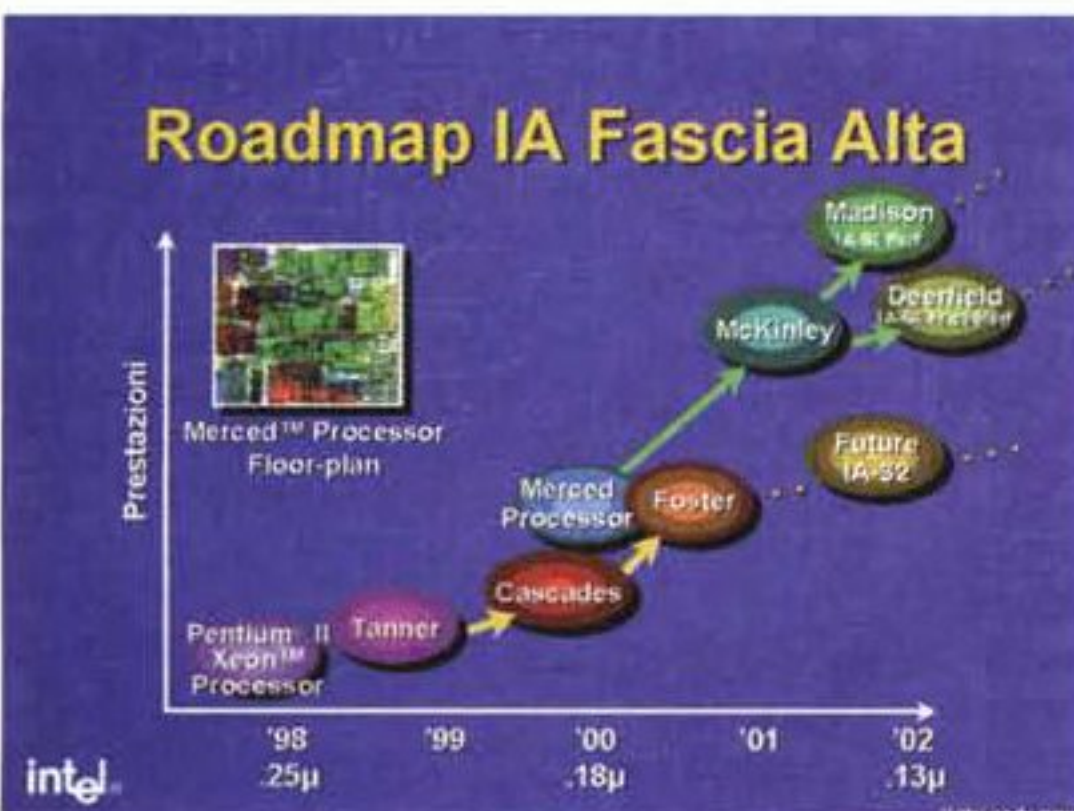 Roadmap IA Fascia Alta
Madison
Deerfield
McKinley
Prestazioni
Merced™ Processor
Floor-plan
Future
IA-32
Merced
Processor
Foster
Cascades
Tanner
Pentium II
Xeon™
Processor
'98
'99
'00
'01
'02
.25µ
.18µ
.13µ
intel